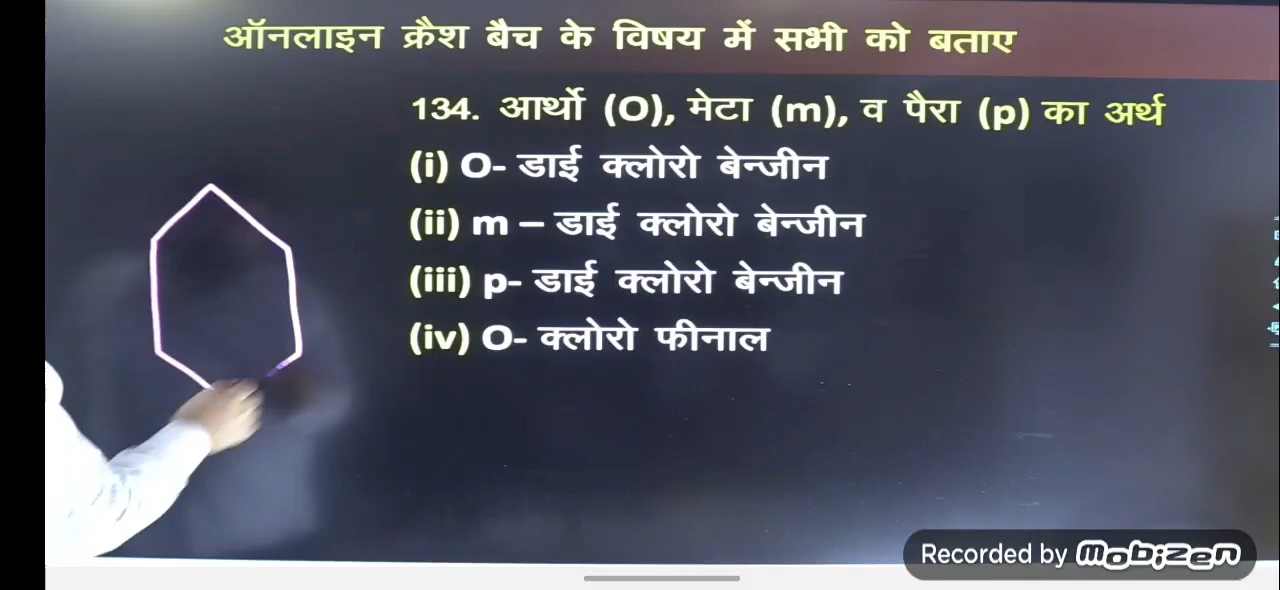 ऑनलाइन क्रैश बैच के विषय में सभी को बताए
134. आर्थो (O), मेटा (m), व पैरा (p) का अर्थ
(i) O- डाई क्लोरो बेन्जीन
(ii) m – डाई क्लोरो बेन्जीन
(iii) p- डाई क्लोरो बेन्जीन
(iv) O- क्लोरो फीनाल
Recorded by Mobizen